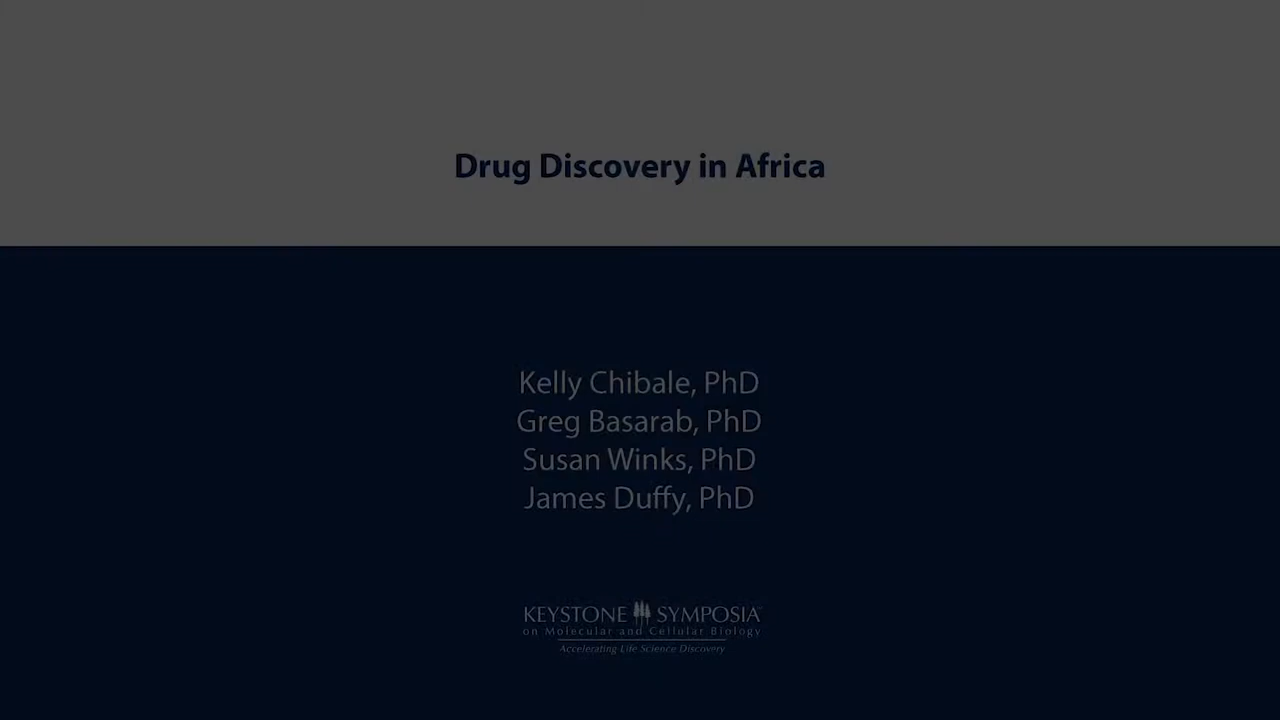 Drug Discovery in Africa
Kelly Chibale, PhD
Greg Basarab, PhD
Susan Winks, PhD
James Duffy, PhD
KEYSTONE SYMPOSIA™
on Molecular and Cellular Biology
Accelerating Life Science Discovery